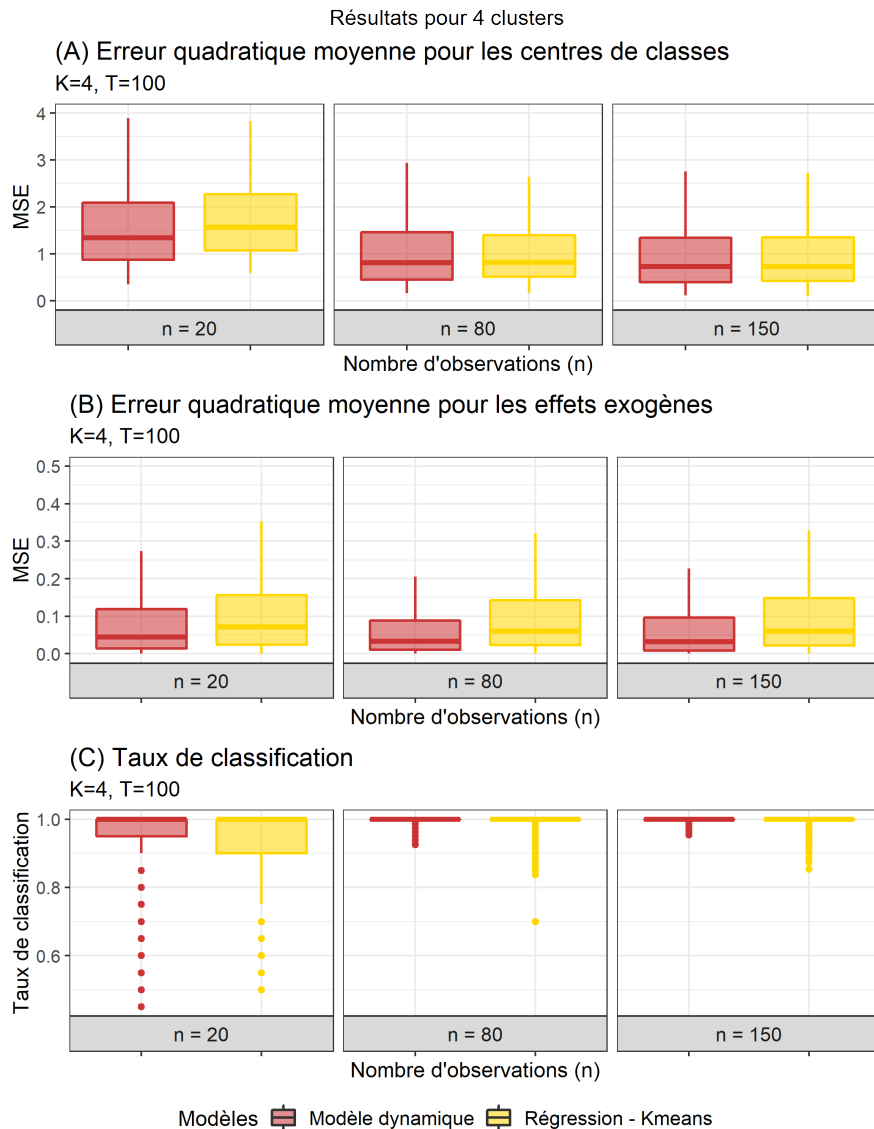 Résultats pour 4 clusters
(A) Erreur quadratique moyenne pour les centres de classes
K=4, T=100
MSE
4
3
2
1
0
n = 20
n = 80
n = 150
Nombre d'observations (n)
(B) Erreur quadratique moyenne pour les effets exogènes
K=4, T=100
MSE
0.5
0.4
0.3
0.2
0.1
0.0
n = 20
n = 80
n = 150
Nombre d'observations (n)
(C) Taux de classification
K=4, T=100
Taux de classification
1.0
0.8
0.6
n = 20
n = 80
n = 150
Nombre d'observations (n)
Modèles
Modèle dynamique
Régression - Kmeans